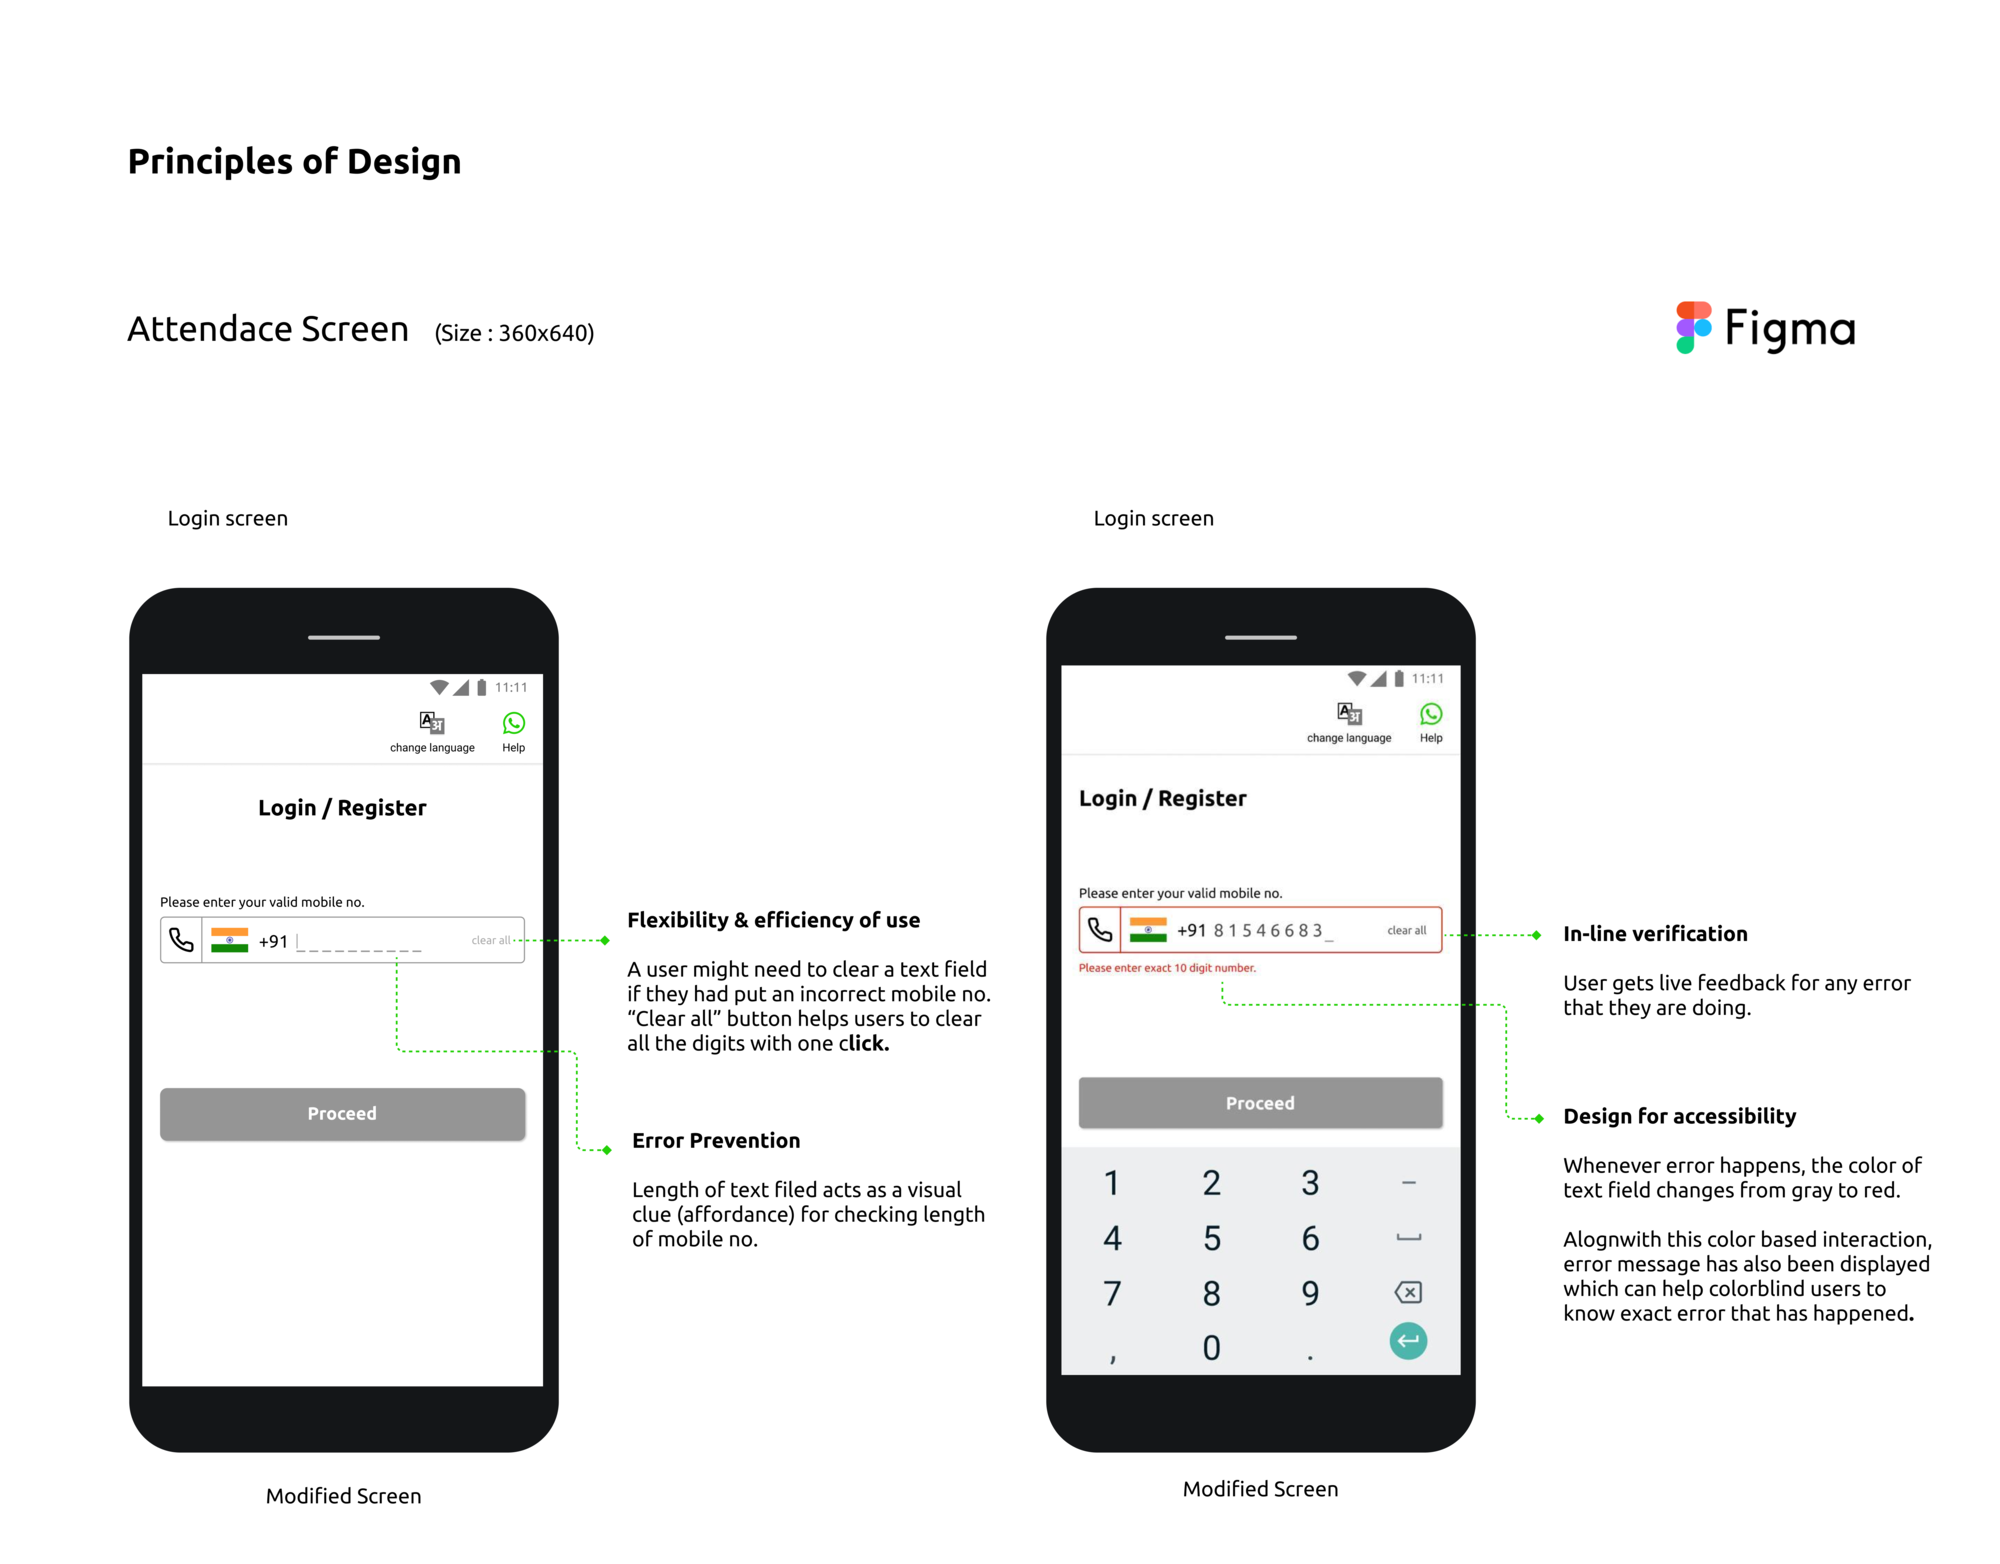 Principles of Design
Attendace Screen (Size : 360x640)
Figma
Login screen
11:11
A अ
change language Help
Login / Register
Please enter your valid mobile no.
+91 | _ _ _ _ _ _ _ _ _ _ clear all
Proceed
Modified Screen
Flexibility & efficiency of use
A user might need to clear a text field
if they had put an incorrect mobile no.
“Clear all” button helps users to clear
all the digits with one click.
Error Prevention
Length of text filed acts as a visual
clue (affordance) for checking length
of mobile no.
Login screen
11:11
A अ
change language Help
Login / Register
Please enter your valid mobile no.
+91 8 1 5 4 6 6 8 3 _ clear all
Please enter exact 10 digit number.
Proceed
1 2 3 –
4 5 6
7 8 9
, 0 .
Modified Screen
In-line verification
User gets live feedback for any error
that they are doing.
Design for accessibility
Whenever error happens, the color of
text field changes from gray to red.
Alognwith this color based interaction,
error message has also been displayed
which can help colorblind users to
know exact error that has happened.